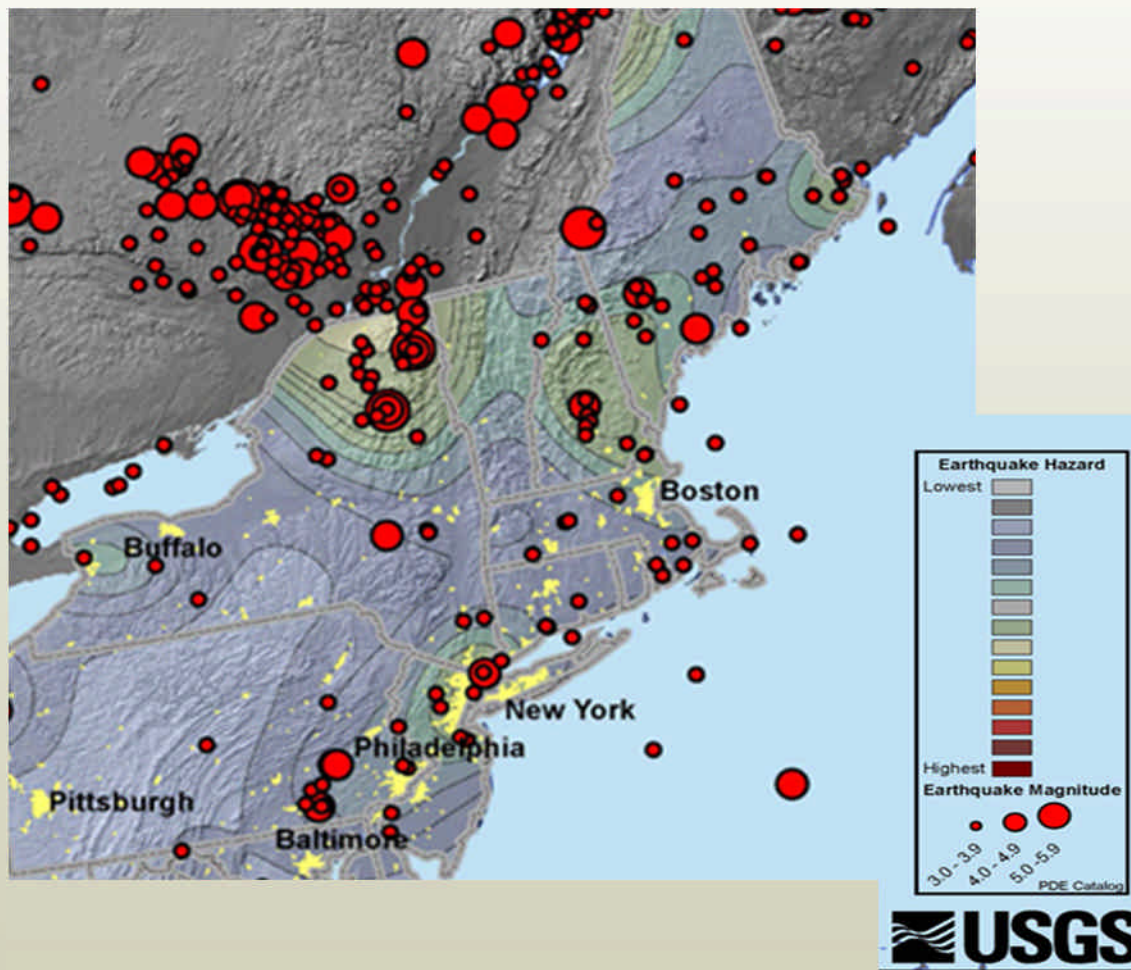 Boston
Buffalo
New York
Philadelphia
Pittsburgh
Baltimore
Earthquake Hazard
Lowest
Highest
Earthquake Magnitude
3.0 - 3.9
4.0 - 4.9
5.0 -5.9
PDE Catalog
USGS